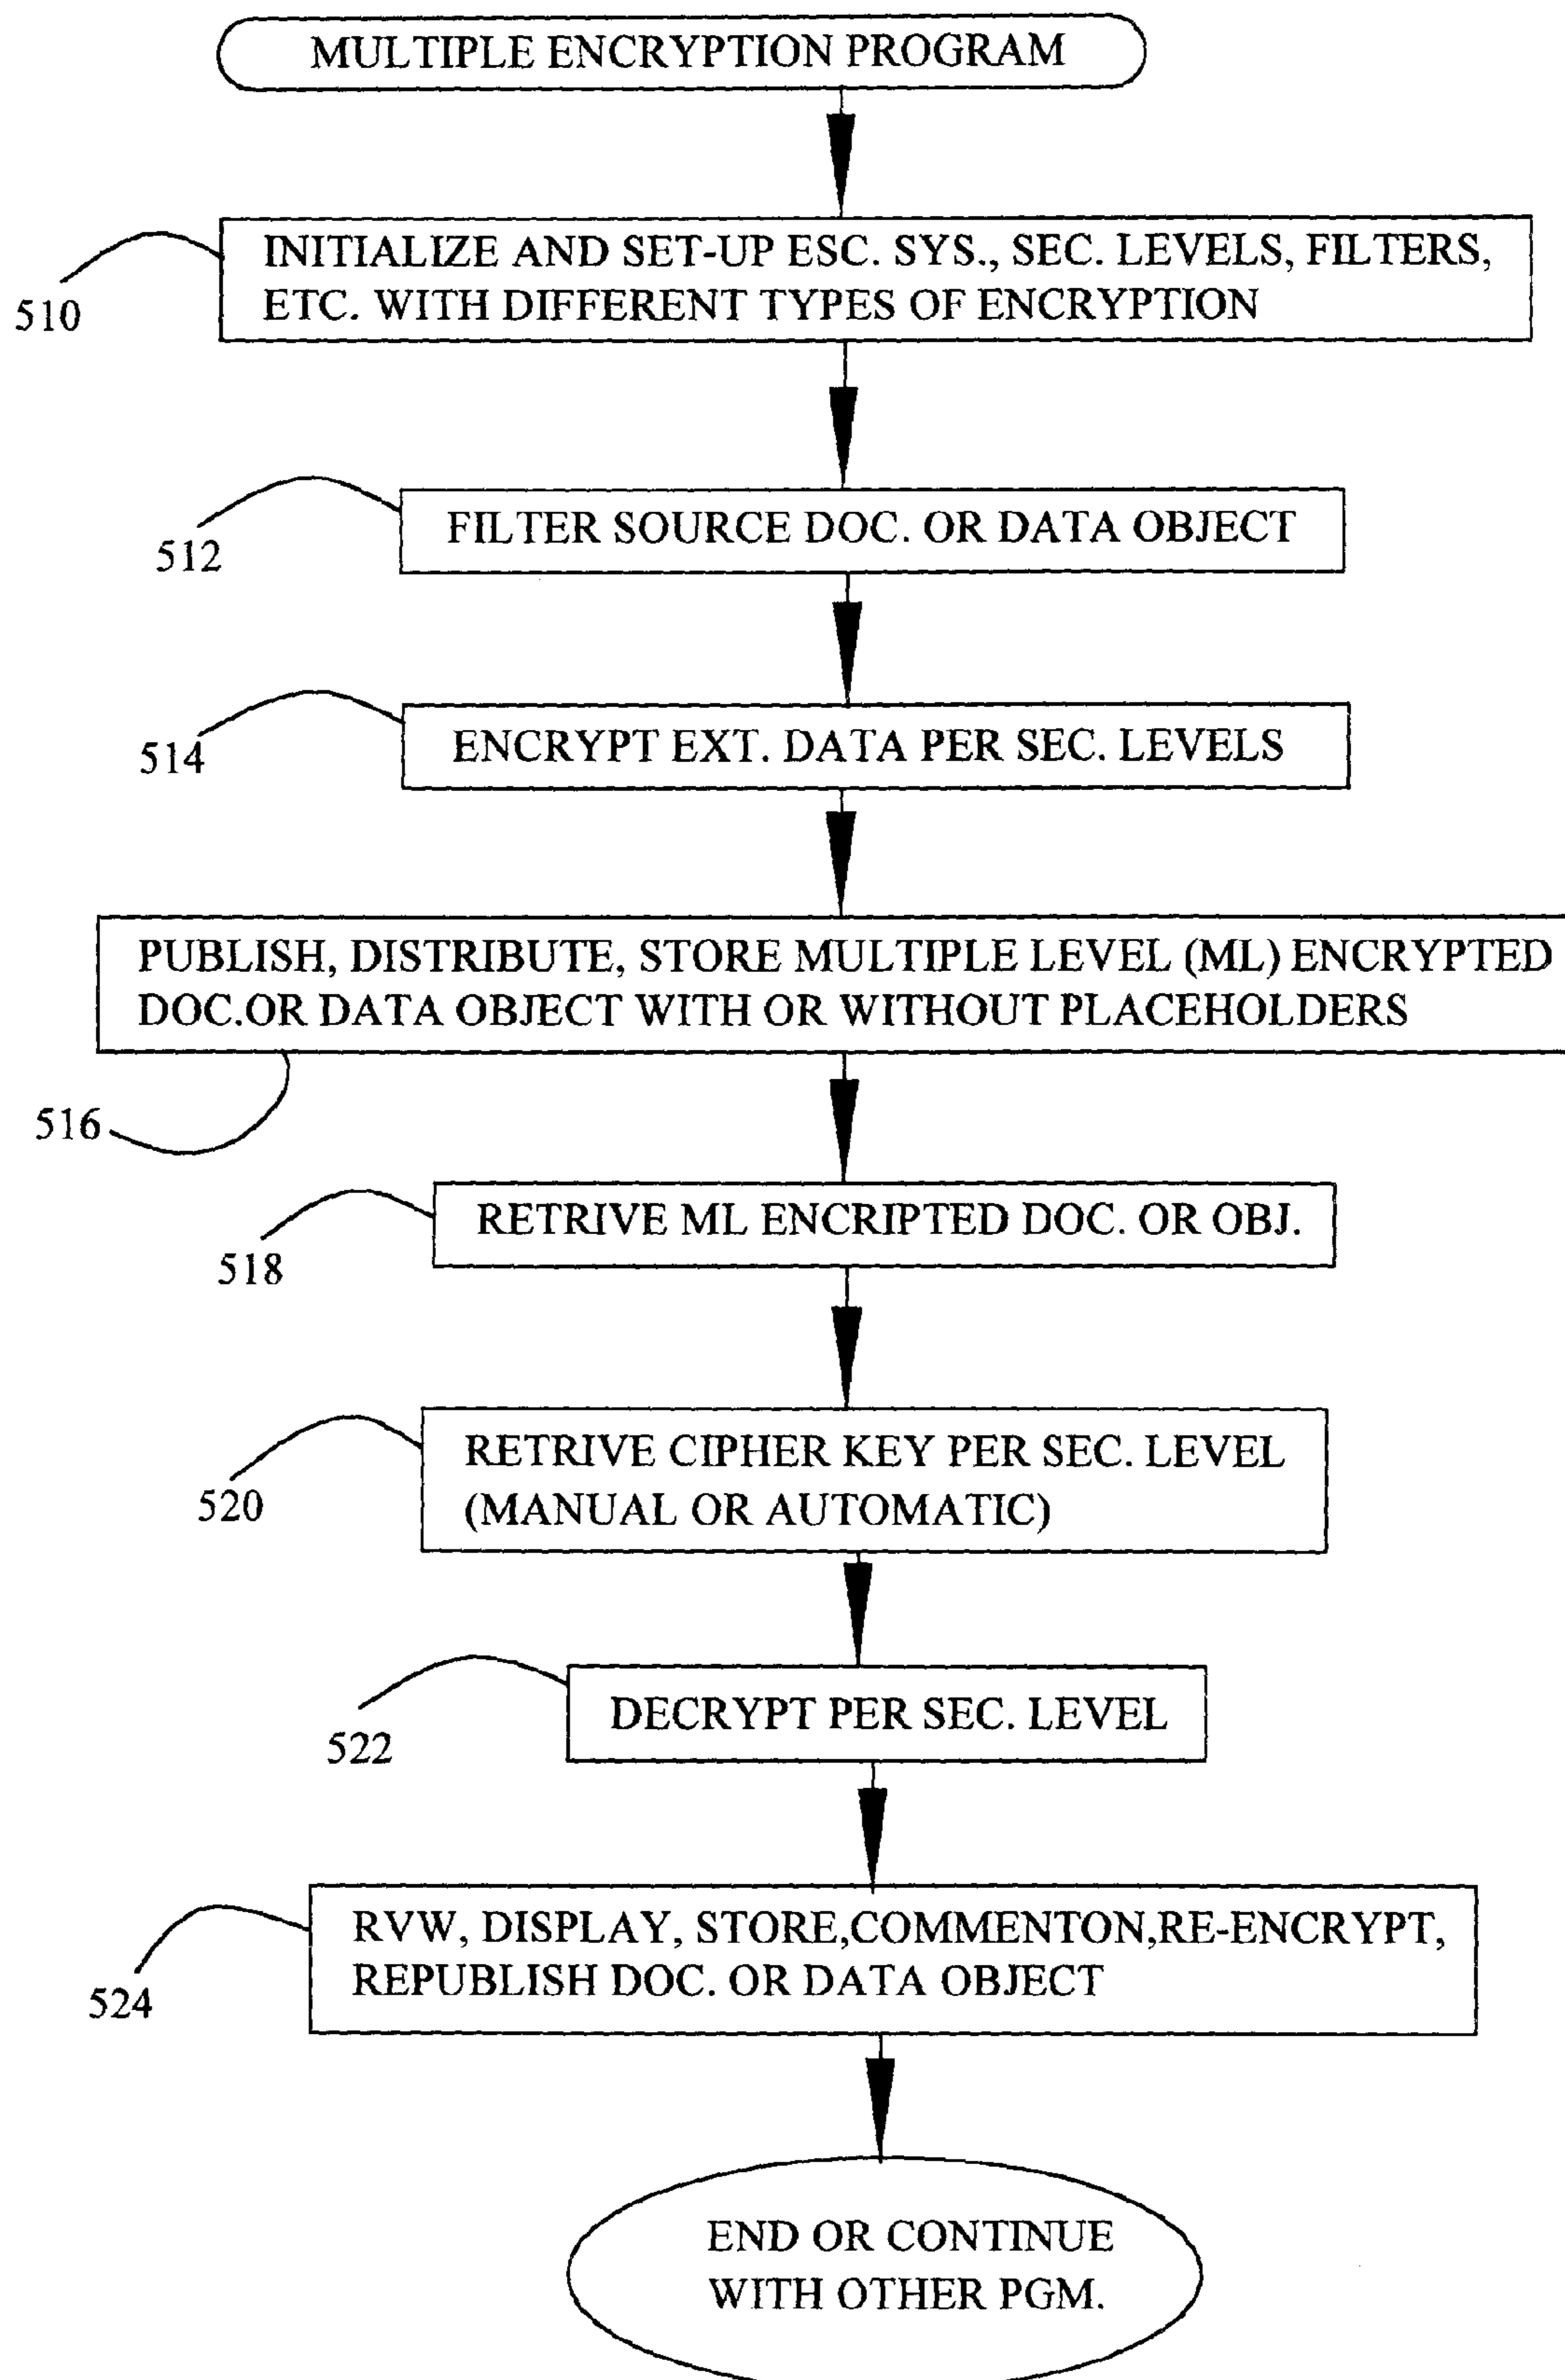 MULTIPLE ENCRYPTION PROGRAM
INITIALIZE AND SET-UP ESC. SYS., SEC. LEVELS, FILTERS,
ETC. WITH DIFFERENT TYPES OF ENCRYPTION
510
FILTER SOURCE DOC. OR DATA OBJECT
512
ENCRYPT EXT. DATA PER SEC. LEVELS
514
PUBLISH, DISTRIBUTE, STORE MULTIPLE LEVEL (ML) ENCRYPTED
DOC.OR DATA OBJECT WITH OR WITHOUT PLACEHOLDERS
516
RETRIVE ML ENCRIPTED DOC. OR OBJ.
518
RETRIVE CIPHER KEY PER SEC. LEVEL
(MANUAL OR AUTOMATIC)
520
DECRYPT PER SEC. LEVEL
522
RVW, DISPLAY, STORE,COMMENTON,RE-ENCRYPT,
REPUBLISH DOC. OR DATA OBJECT
524
END OR CONTINUE
WITH OTHER PGM.